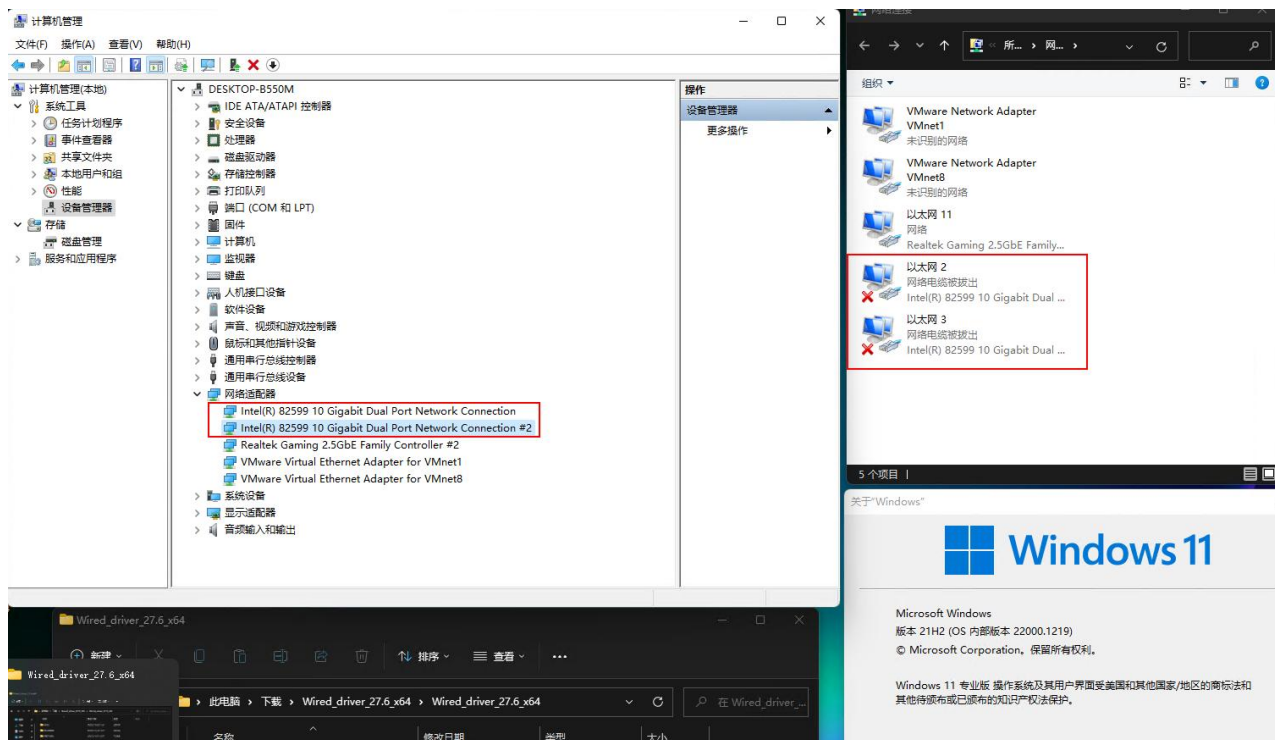 计算机管理
文件(F) 操作(A) 查看(V) 帮助(H)
计算机管理(本地)
系统工具
任务计划程序
事件查看器
共享文件夹
本地用户和组
性能
设备管理器
存储
磁盘管理
服务和应用程序
DESKTOP-B550M
IDE ATA/ATAPI 控制器
安全设备
处理器
磁盘驱动器
存储控制器
打印队列
端口 (COM 和 LPT)
固件
计算机
监视器
键盘
人机接口设备
软件设备
声音、视频和游戏控制器
鼠标和其他指针设备
通用串行总线控制器
通用串行总线设备
网络适配器
Intel(R) 82599 10 Gigabit Dual Port Network Connection
Intel(R) 82599 10 Gigabit Dual Port Network Connection #2
Realtek Gaming 2.5GbE Family Controller #2
VMware Virtual Ethernet Adapter for VMnet1
VMware Virtual Ethernet Adapter for VMnet8
系统设备
显示适配器
音频输入和输出
操作
设备管理器
更多操作
网络连接
所... › 网... ›
组织
VMware Network Adapter
VMnet1
未识别的网络
VMware Network Adapter
VMnet8
未识别的网络
以太网 11
网络
Realtek Gaming 2.5GbE Family...
以太网 2
网络电缆被拔出
Intel(R) 82599 10 Gigabit Dual ...
以太网 3
网络电缆被拔出
Intel(R) 82599 10 Gigabit Dual ...
5 个项目
关于"Windows"
Windows 11
Microsoft Windows
版本 21H2 (OS 内部版本 22000.1219)
© Microsoft Corporation。保留所有权利。
Windows 11 专业版 操作系统及其用户界面受美国和其他国家/地区的商标法和
其他待颁布或已颁布的知识产权法保护。
Wired_driver_27.6_x64
新建
排序
查看
Wired_driver_27.6_x64
此电脑 › 下载 › Wired_driver_27.6_x64 › Wired_driver_27.6_x64
在 Wired_driver_...
名称 修改日期 类型 大小